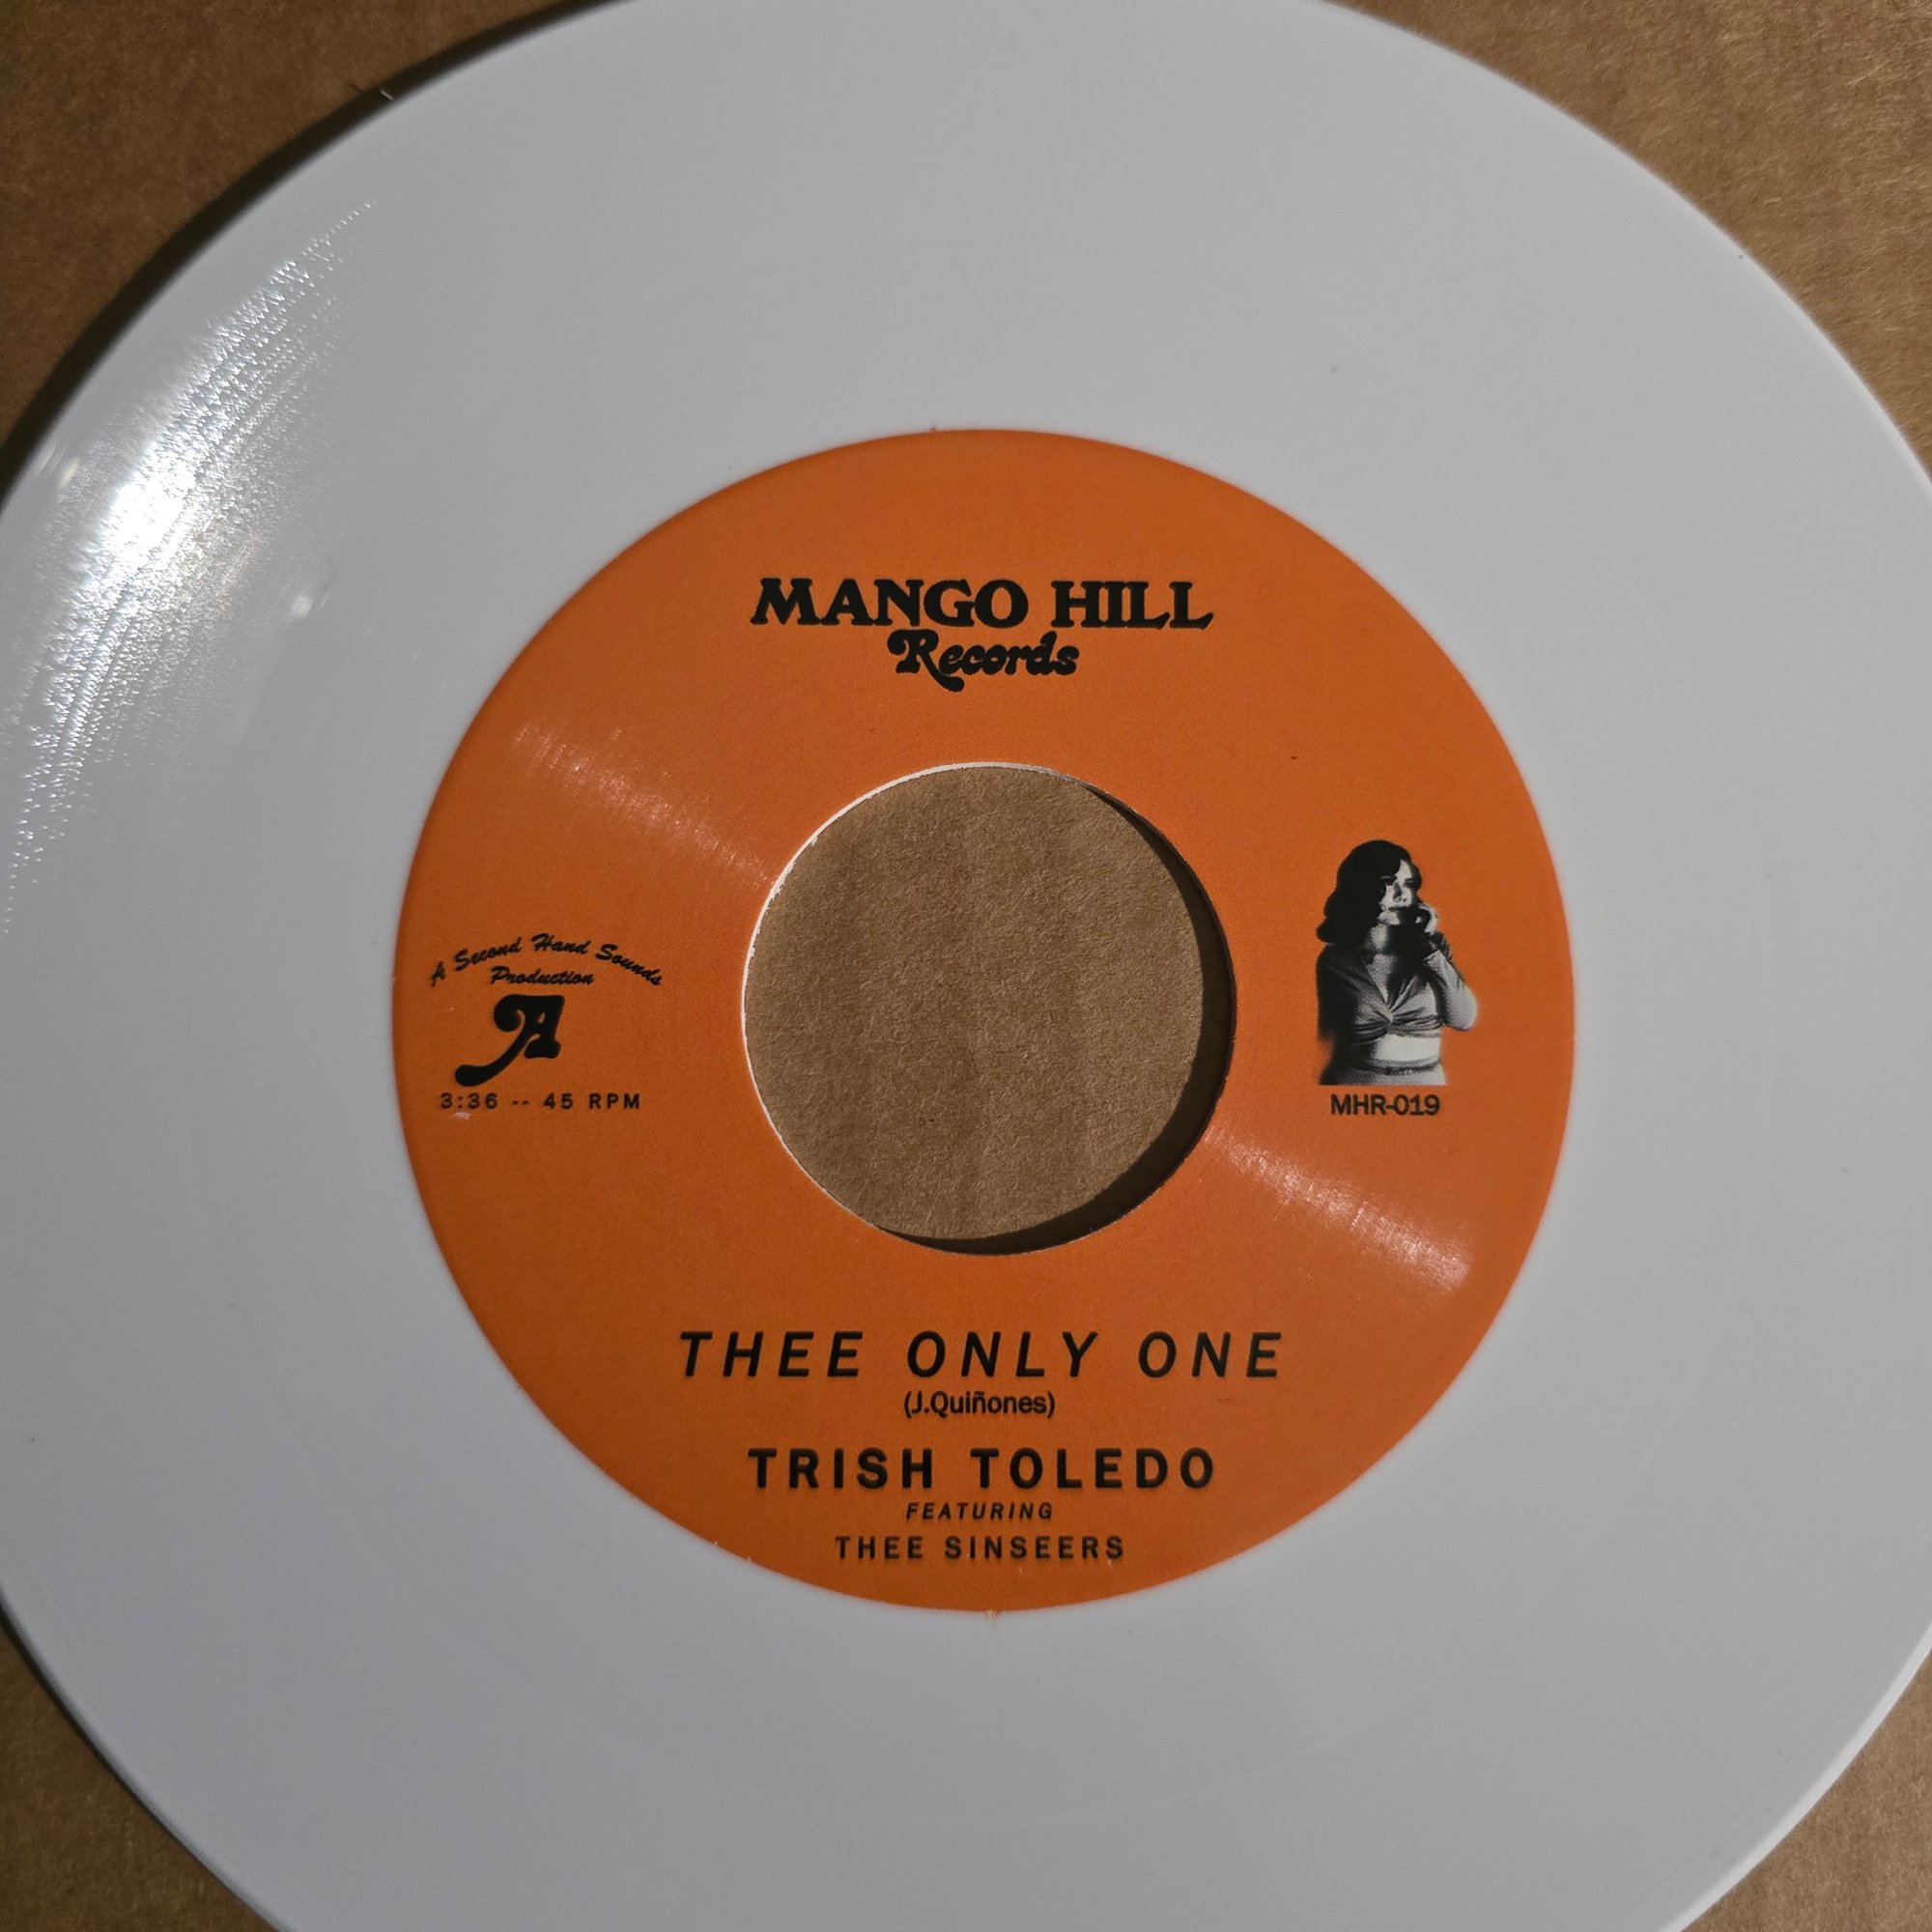 MANGO HILL
Records
A Second Hand Sounds
Production
A
3:36 -- 45 RPM
MHR-019
THEE ONLY ONE
(J.Quiñones)
TRISH TOLEDO
FEATURING
THEE SINSEERS